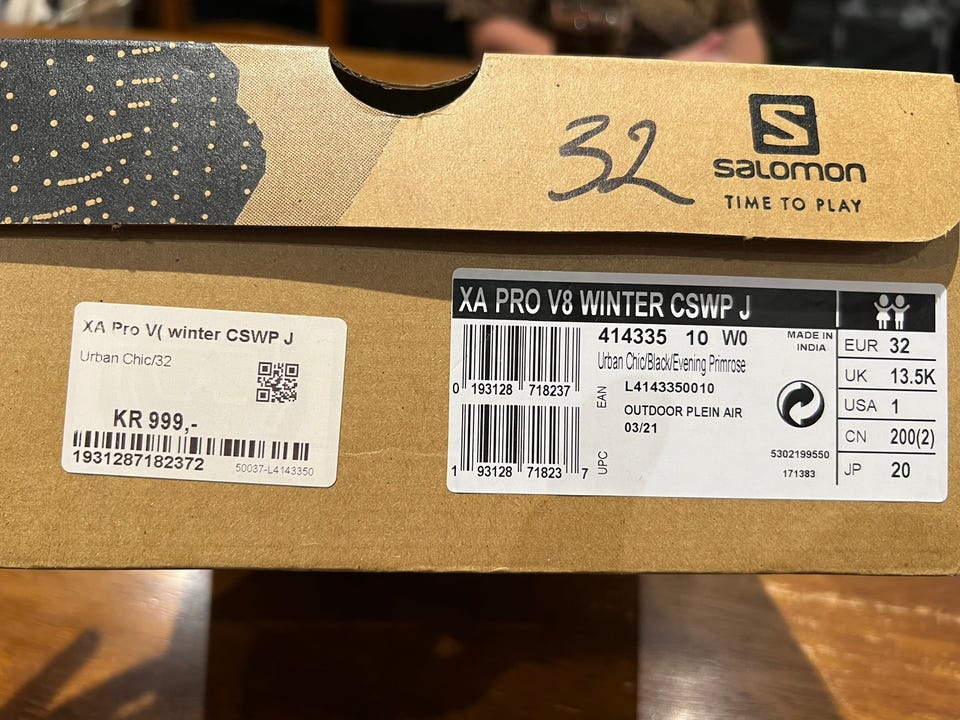 32
S
salomon
TIME TO PLAY
XA Pro V( winter CSWP J
Urban Chic/32
KR 999,-
1931287182372
50037-L4143350
XA PRO V8 WINTER CSWP J
414335 10 W0
MADE IN
INDIA
Urban Chic/Black/Evening Primrose
0 193128 718237
EAN
L4143350010
OUTDOOR PLEIN AIR
03/21
1 93128 71823 7
UPC
5302199550
171383
EUR 32
UK 13.5K
USA 1
CN 200(2)
JP 20